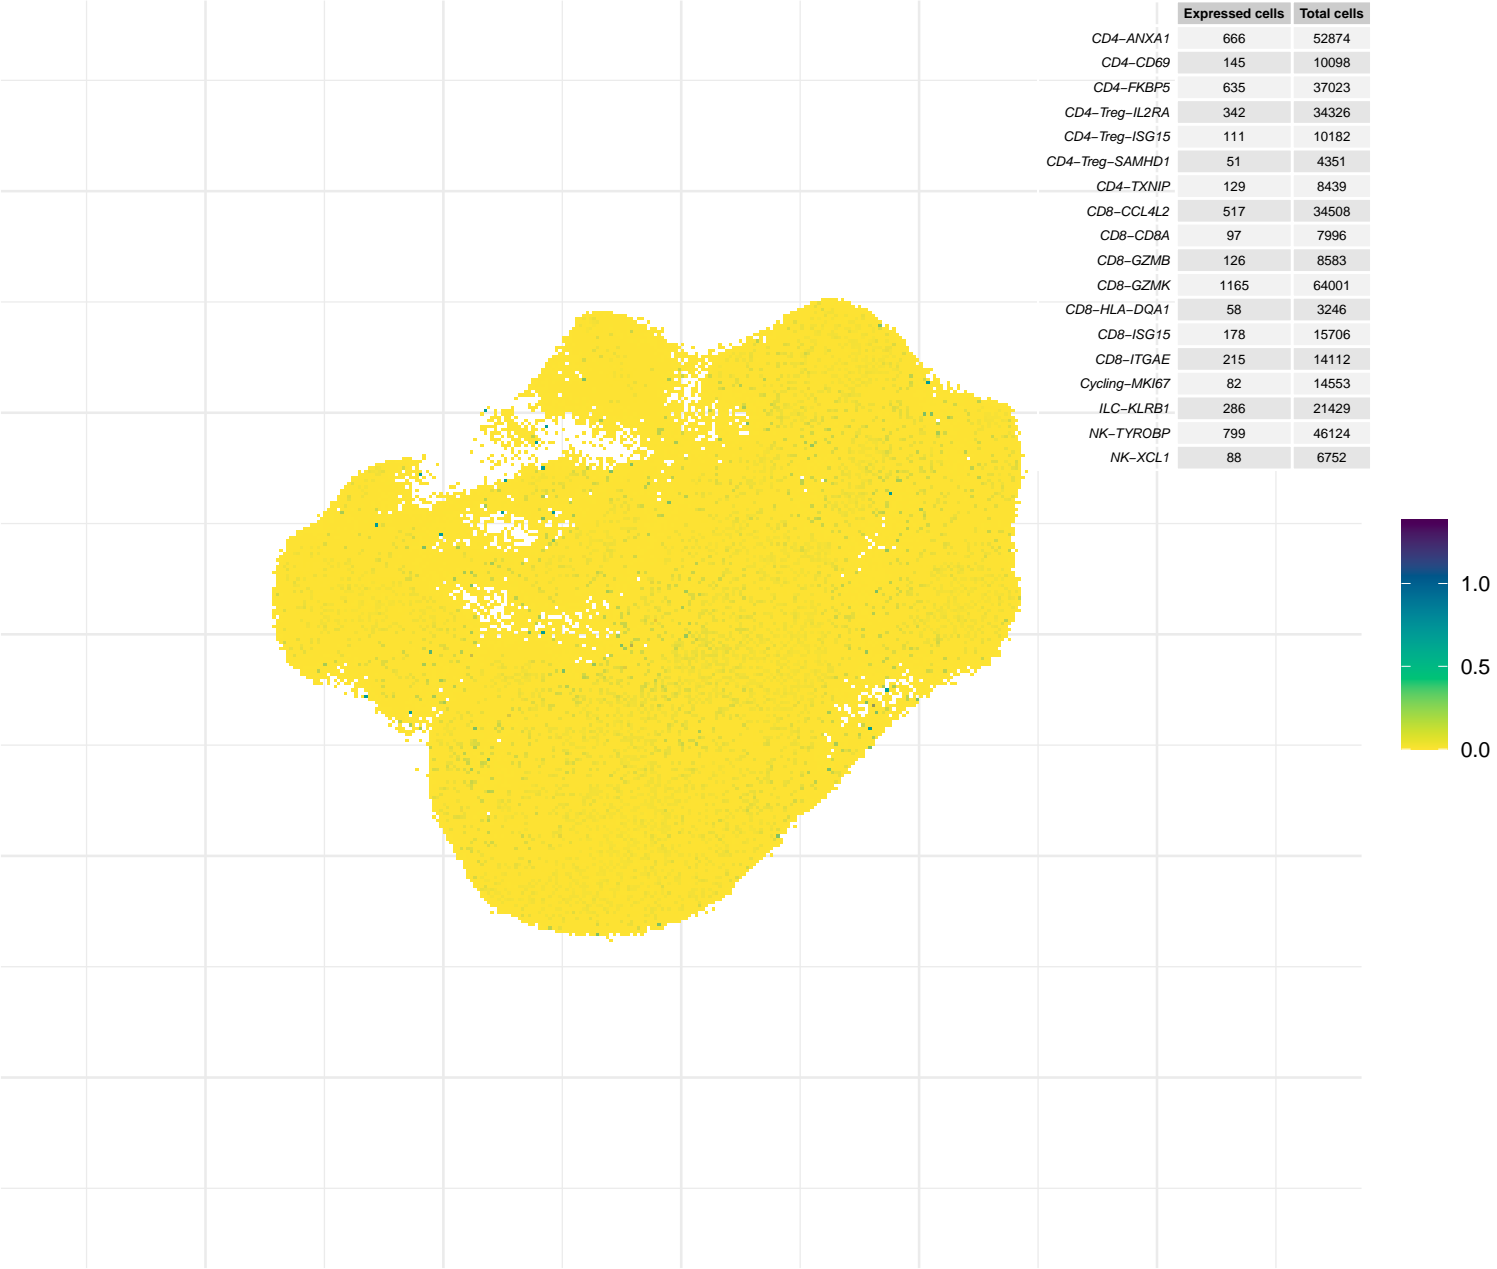 Expressed cells Total cells
CD4−ANXA1 666 52874
CD4−CD69 145 10098
CD4−FKBP5 635 37023
CD4−Treg−IL2RA 342 34326
CD4−Treg−ISG15 111 10182
CD4−Treg−SAMHD1 51 4351
CD4−TXNIP 129 8439
CD8−CCL4L2 517 34508
CD8−CD8A 97 7996
CD8−GZMB 126 8583
CD8−GZMK 1165 64001
CD8−HLA−DQA1 58 3246
CD8−ISG15 178 15706
CD8−ITGAE 215 14112
Cycling−MKI67 82 14553
ILC−KLRB1 286 21429
NK−TYROBP 799 46124
NK−XCL1 88 6752
1.0
0.5
0.0